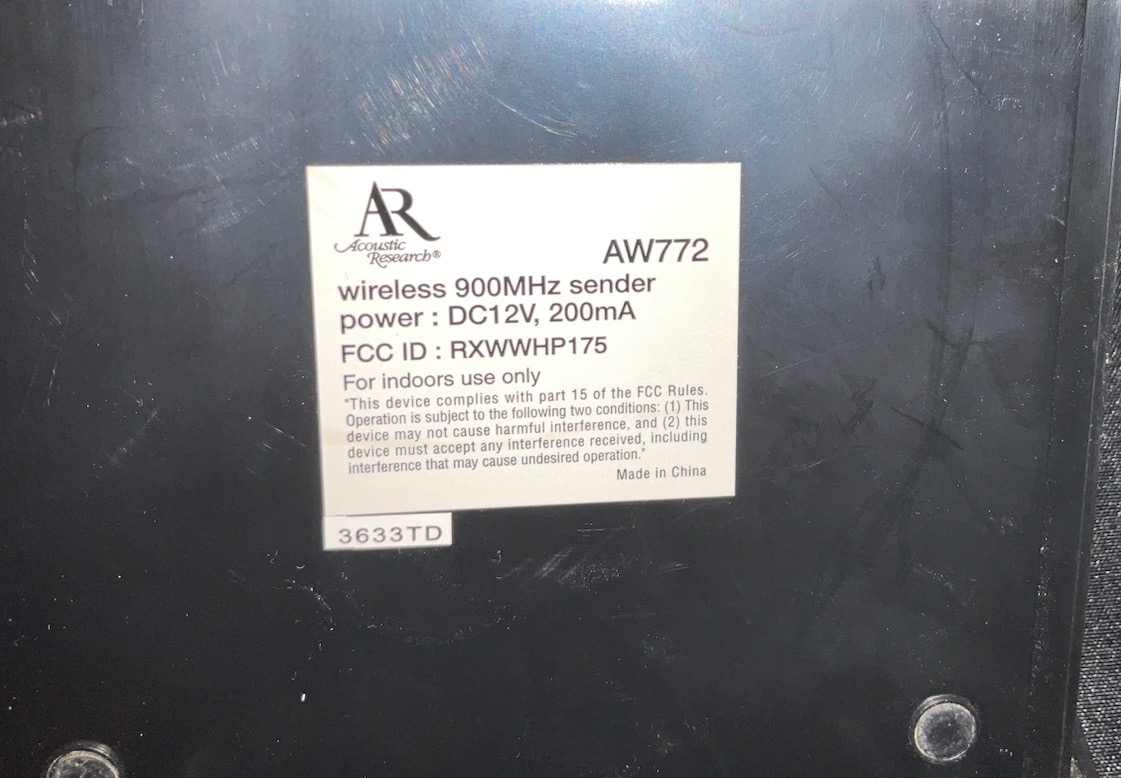 AR
Acoustic
Research®
AW772
wireless 900MHz sender
power : DC12V, 200mA
FCC ID : RXWWHP175
For indoors use only
"This device complies with part 15 of the FCC Rules.
Operation is subject to the following two conditions: (1) This
device may not cause harmful interference, and (2) this
device must accept any interference received, including
interference that may cause undesired operation."
Made in China
3633TD